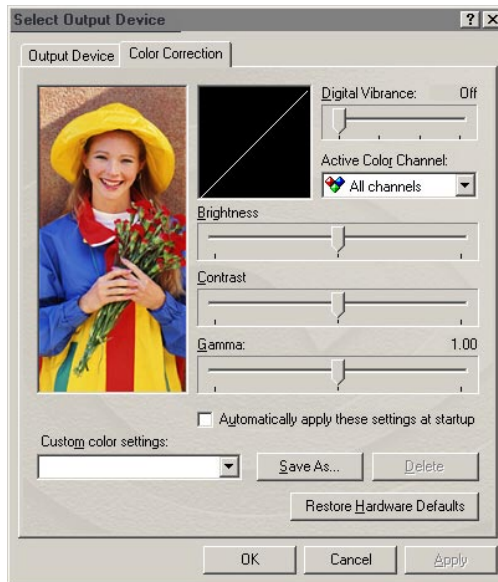 Select Output Device
Output Device
Color Correction
Digital Vibrance: Off
Active Color Channel:
All channels
Brightness
Contrast
Gamma: 1.00
Automatically apply these settings at startup
Custom color settings:
Save As...
Delete
Restore Hardware Defaults
OK
Cancel
Apply